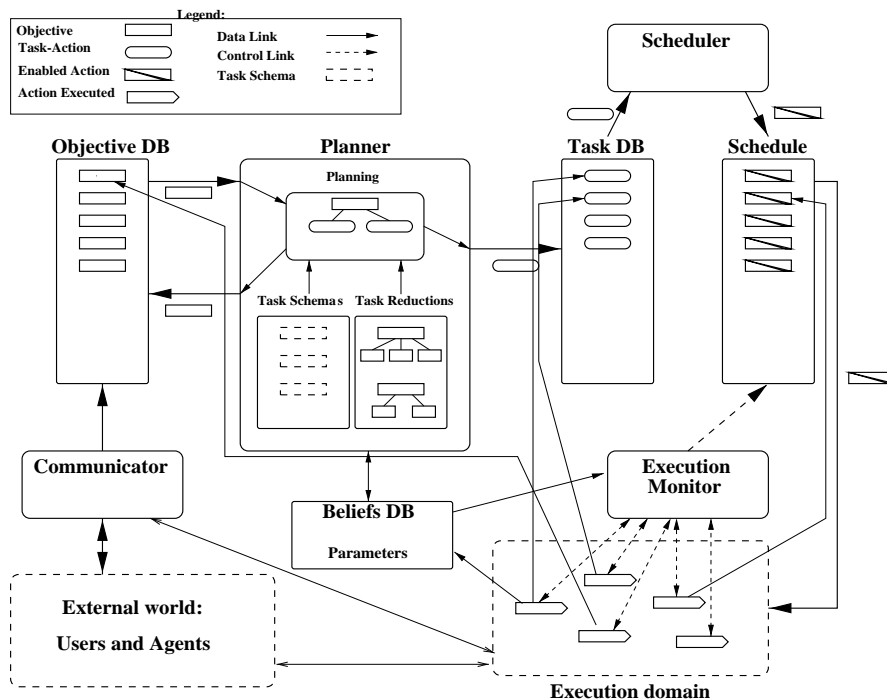 Legend:
Objective
Task-Action
Enabled Action
Action Executed
Data Link
Control Link
Task Schema
Scheduler
Objective DB
Planner
Task DB
Schedule
Planning
Task Schemas
Task Reductions
Communicator
Beliefs DB
Parameters
Execution
Monitor
External world:
Users and Agents
Execution domain